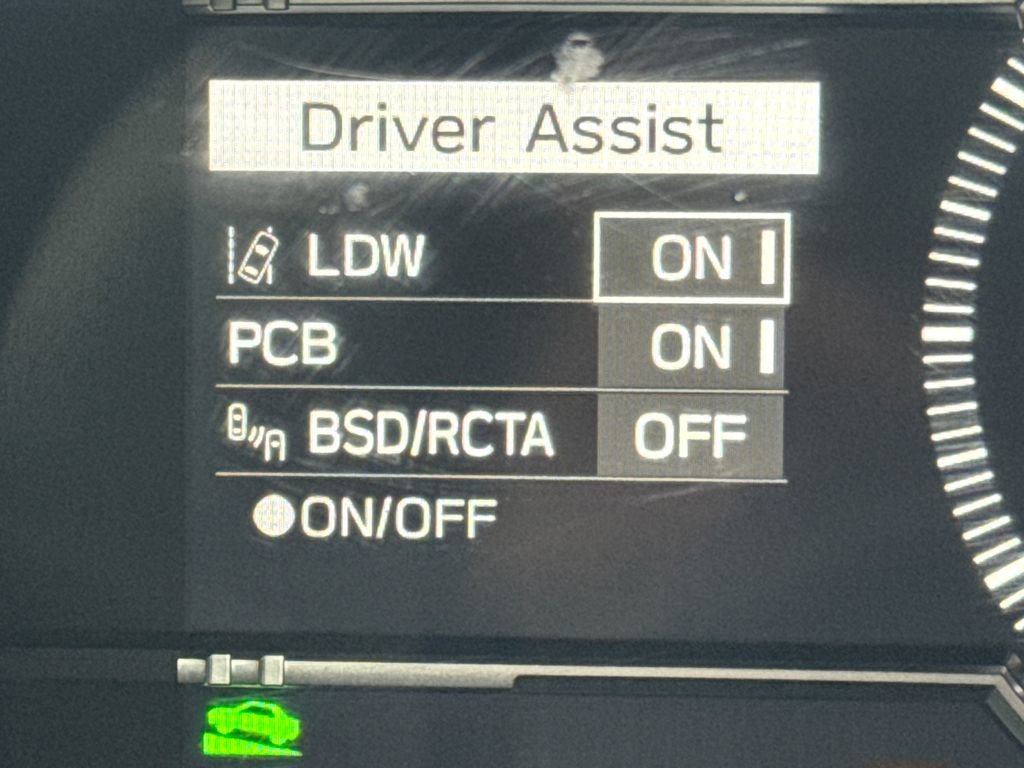 Driver Assist
LDW ON
PCB ON
BSD/RCTA OFF
ON/OFF